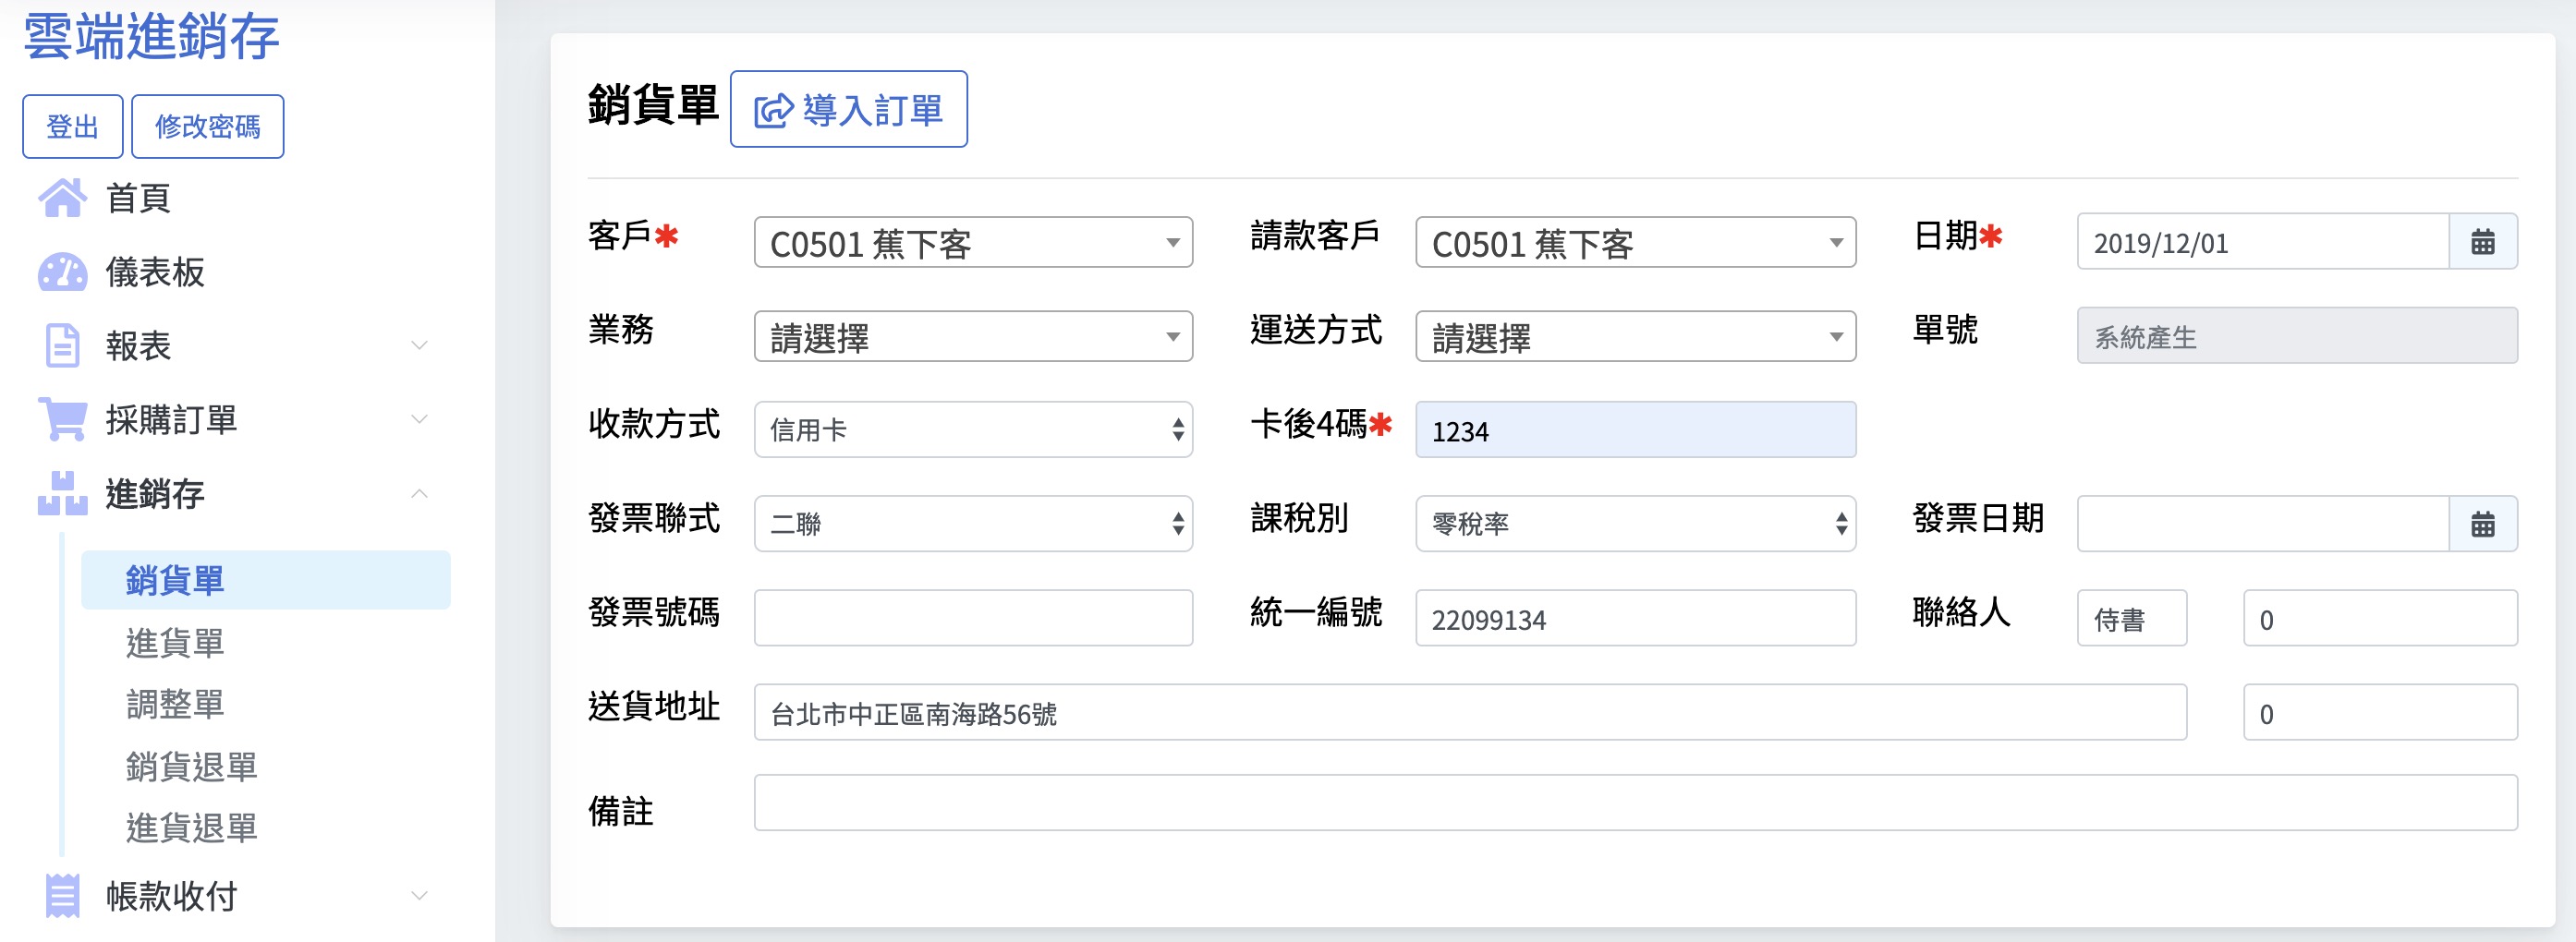 雲端進銷存
登出 修改密碼
首頁
儀表板
報表
採購訂單
進銷存
銷貨單
進貨單
調整單
銷貨退單
進貨退單
帳款收付
銷貨單 導入訂單
客戶* C0501 蕉下客 請款客戶 C0501 蕉下客 日期* 2019/12/01
業務 請選擇 運送方式 請選擇 單號 系統產生
收款方式 信用卡 卡後4碼* 1234
發票聯式 二聯 課稅別 零稅率 發票日期
發票號碼 統一編號 22099134 聯絡人 侍書 0
送貨地址 台北市中正區南海路56號 0
備註